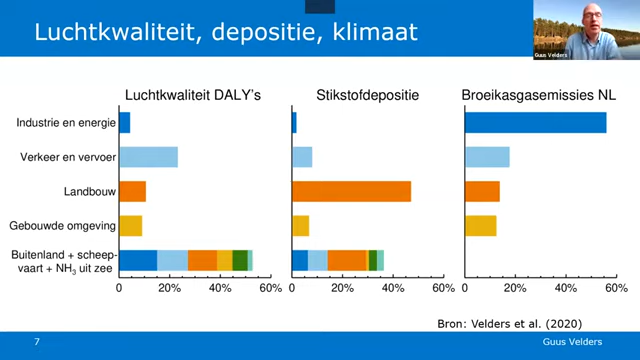 Luchtkwaliteit, depositie, klimaat
Guus Velders
Luchtkwaliteit DALY's
Stikstofdepositie
Broeikasgasemissies NL
Industrie en energie
Verkeer en vervoer
Landbouw
Gebouwde omgeving
Buitenland + scheep-
vaart + NH₃ uit zee
0 20% 40% 60%
0 20% 40% 60%
0 20% 40% 60%
Bron: Velders et al. (2020)
7
Guus Velders